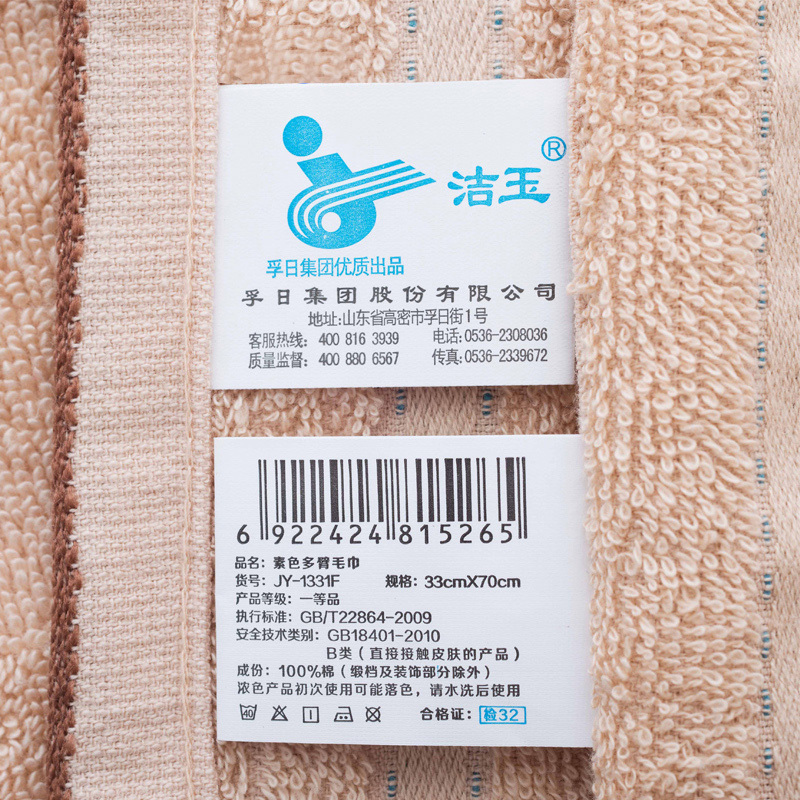 洁玉®
孚日集团优质出品
孚日集团股份有限公司
地址:山东省高密市孚日街1号
客服热线: 400 816 3939 电话:0536-2308036
质量监督: 400 880 6567 传真:0536-2339672
6 922424 815265
品名: 素色多臂毛巾
货号: JY-1331F 规格: 33cmX70cm
产品等级: 一等品
执行标准: GB/T22864-2009
安全技术类别: GB18401-2010
B类（直接接触皮肤的产品）
成份: 100%棉（缎档及装饰部分除外）
浓色产品初次使用可能落色，请水洗后使用
40 合格证: 检32